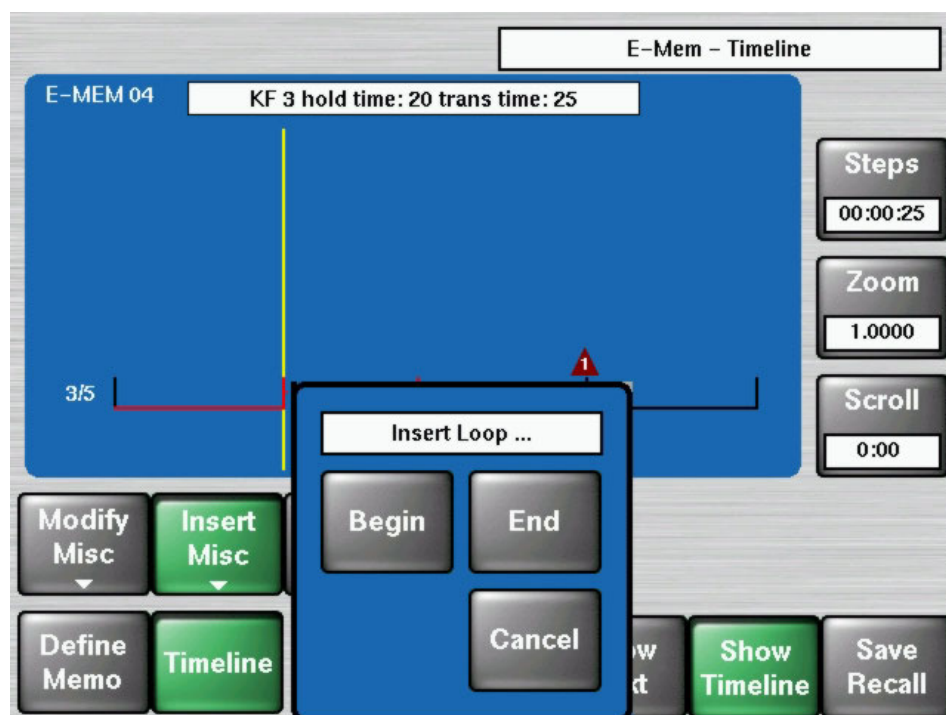 E-Mem – Timeline
E-MEM 04
KF 3 hold time: 20 trans time: 25
Steps
00:00:25
Zoom
1.0000
1
3/5
Scroll
0:00
Insert Loop ...
Begin
End
Cancel
Modify
Misc
Insert
Misc
Define
Memo
Timeline
Show
Timeline
Save
Recall